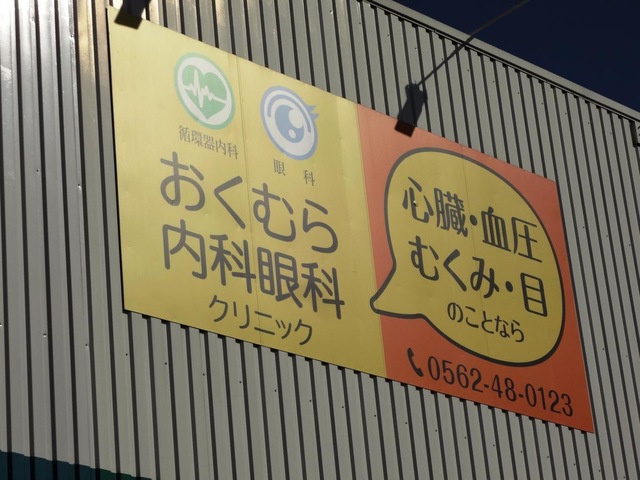 循環器内科
眼科
おくむら
内科眼科
クリニック
心臓・血圧
むくみ・目
のことなら
0562-48-0123